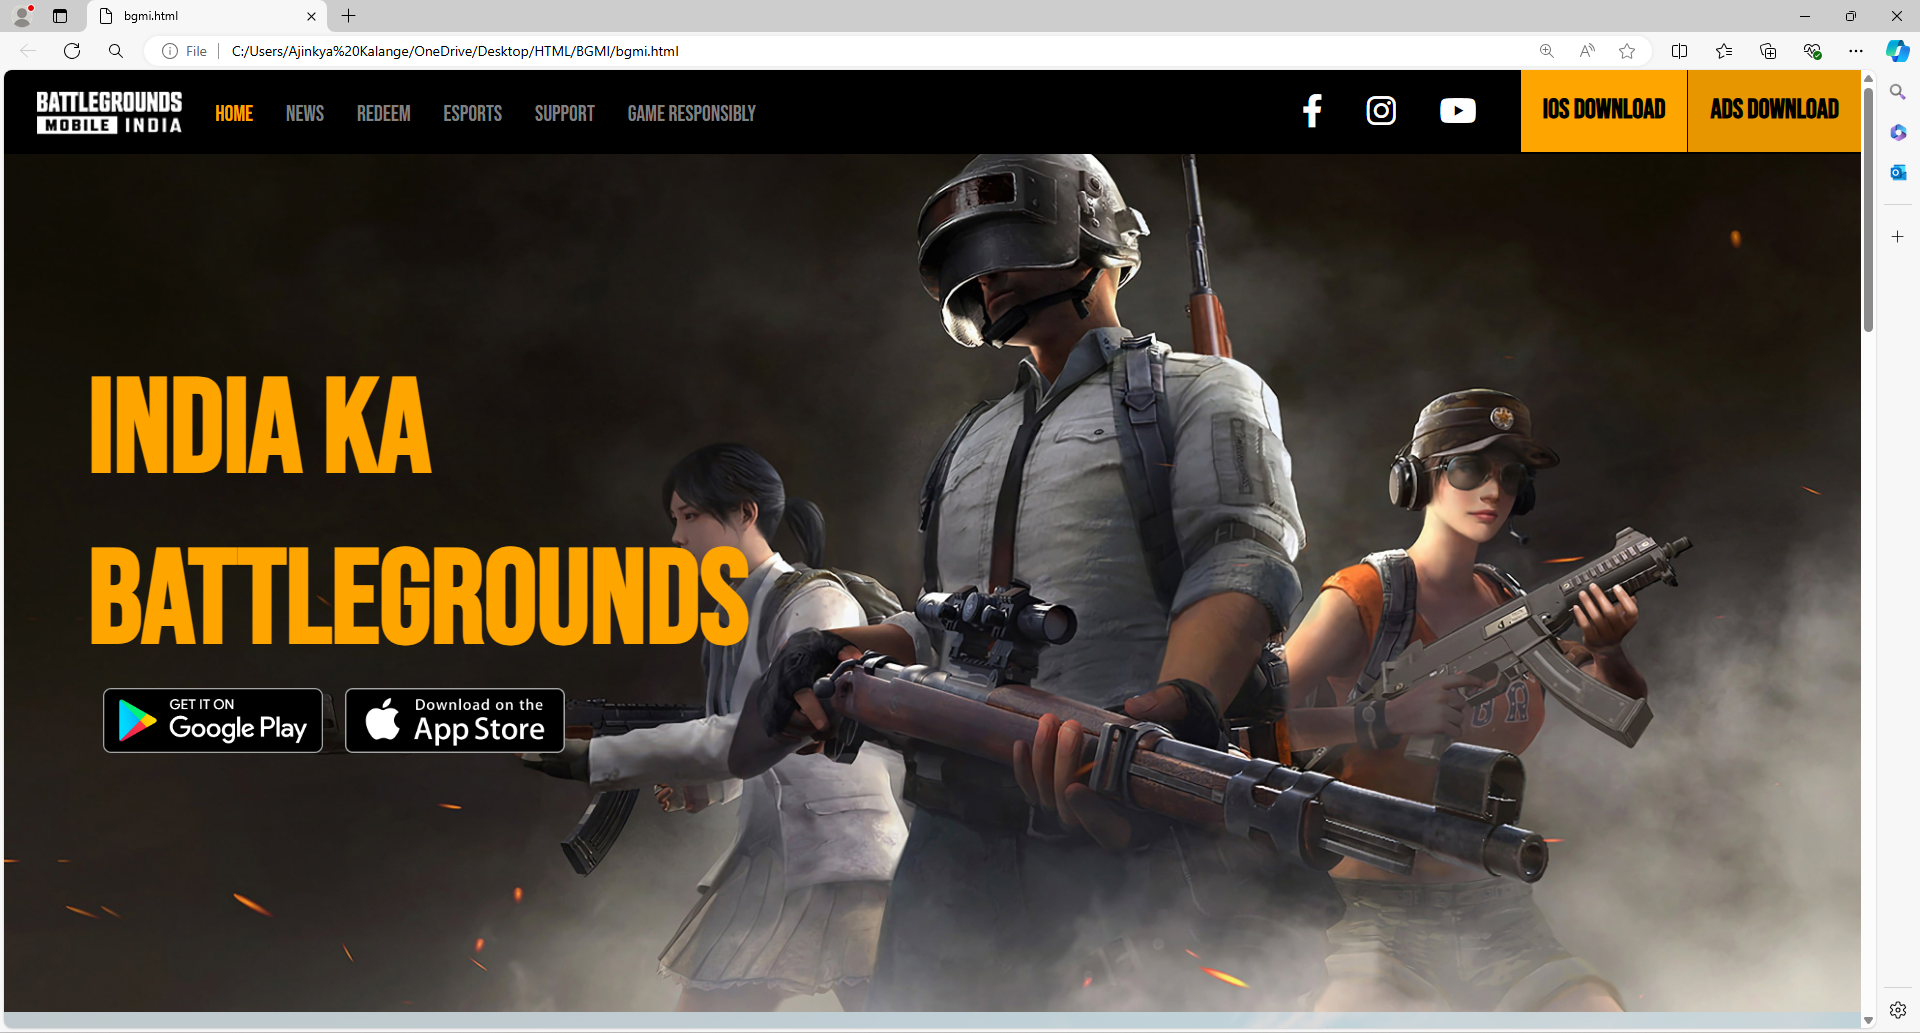 bgmi.html
File
C:/Users/Ajinkya%20Kalange/OneDrive/Desktop/HTML/BGMI/bgmi.html
BATTLEGROUNDS
MOBILE INDIA
HOME NEWS REDEEM ESPORTS SUPPORT GAME RESPONSIBLY
IOS DOWNLOAD ADS DOWNLOAD
INDIA KA
BATTLEGROUNDS
GET IT ON
Google Play
Download on the
App Store